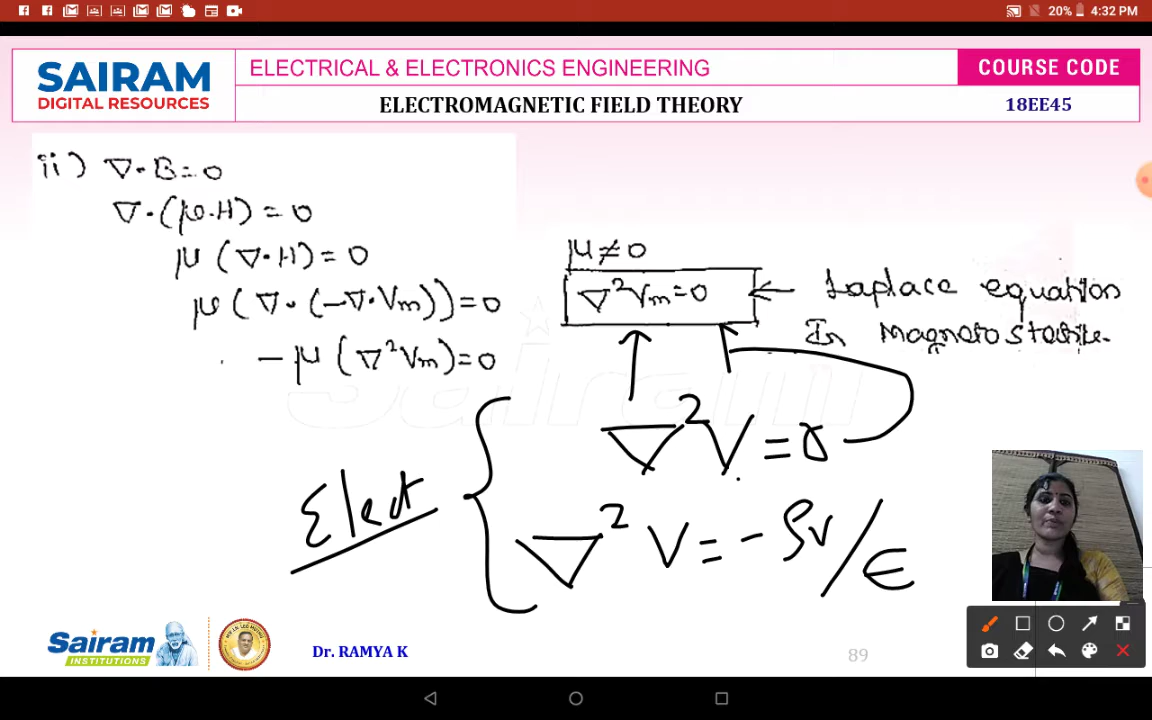 20% 4:32 PM
SAIRAM
DIGITAL RESOURCES
ELECTRICAL & ELECTRONICS ENGINEERING
COURSE CODE
ELECTROMAGNETIC FIELD THEORY
18EE45
ii) ∇·B=0
∇·(μ0·H)=0
μ(∇·H)=0
μ(∇·(-∇·Vm))=0
-μ(∇²Vm)=0
μ≠0
∇²Vm=0 ← Laplace equation
In Magnetostatic.
Sairam
∇²V=0
Elect
∇²V=-ρv/∈
Sairam
INSTITUTIONS
Dr. RAMYA K
89